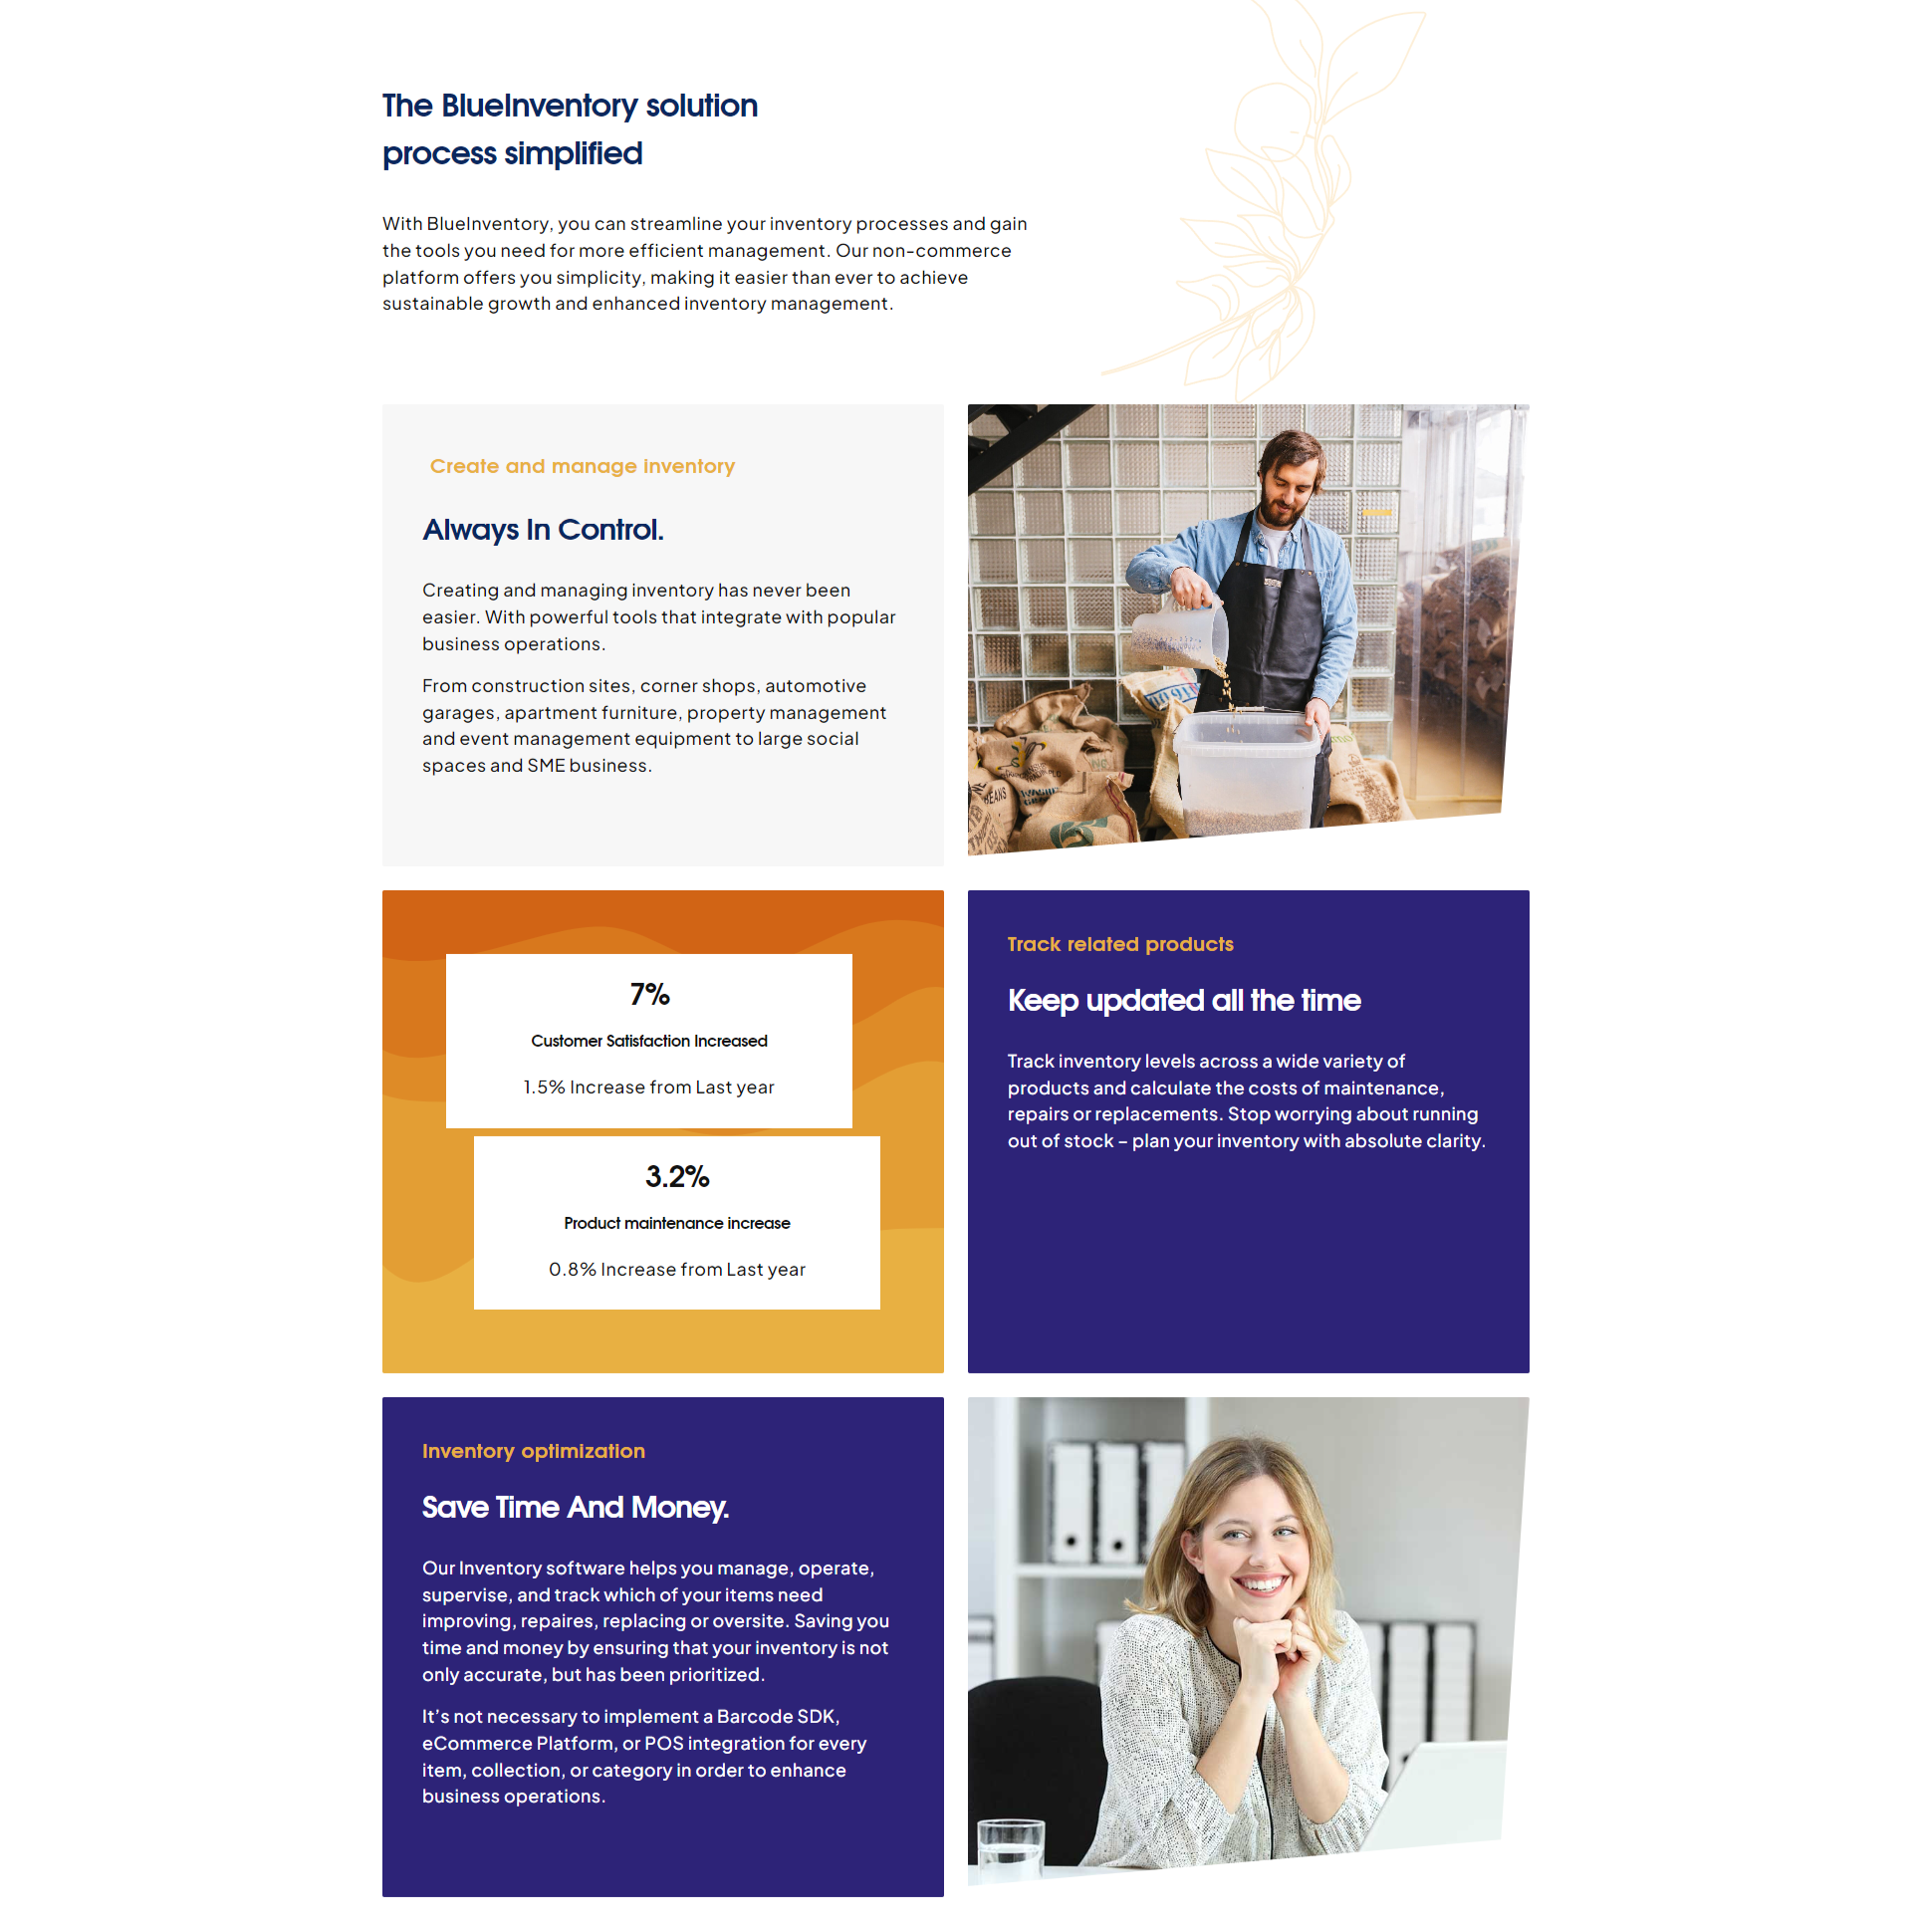 The BlueInventory solution
process simplified
With BlueInventory, you can streamline your inventory processes and gain
the tools you need for more efficient management. Our non-commerce
platform offers you simplicity, making it easier than ever to achieve
sustainable growth and enhanced inventory management.
Create and manage inventory
Always In Control.
Creating and managing inventory has never been
easier. With powerful tools that integrate with popular
business operations.
From construction sites, corner shops, automotive
garages, apartment furniture, property management
and event management equipment to large social
spaces and SME business.
BEANS
7%
Customer Satisfaction Increased
1.5% Increase from Last year
3.2%
Product maintenance increase
0.8% Increase from Last year
Track related products
Keep updated all the time
Track inventory levels across a wide variety of
products and calculate the costs of maintenance,
repairs or replacements. Stop worrying about running
out of stock – plan your inventory with absolute clarity.
Inventory optimization
Save Time And Money.
Our Inventory software helps you manage, operate,
supervise, and track which of your items need
improving, repaires, replacing or oversite. Saving you
time and money by ensuring that your inventory is not
only accurate, but has been prioritized.
It’s not necessary to implement a Barcode SDK,
eCommerce Platform, or POS integration for every
item, collection, or category in order to enhance
business operations.